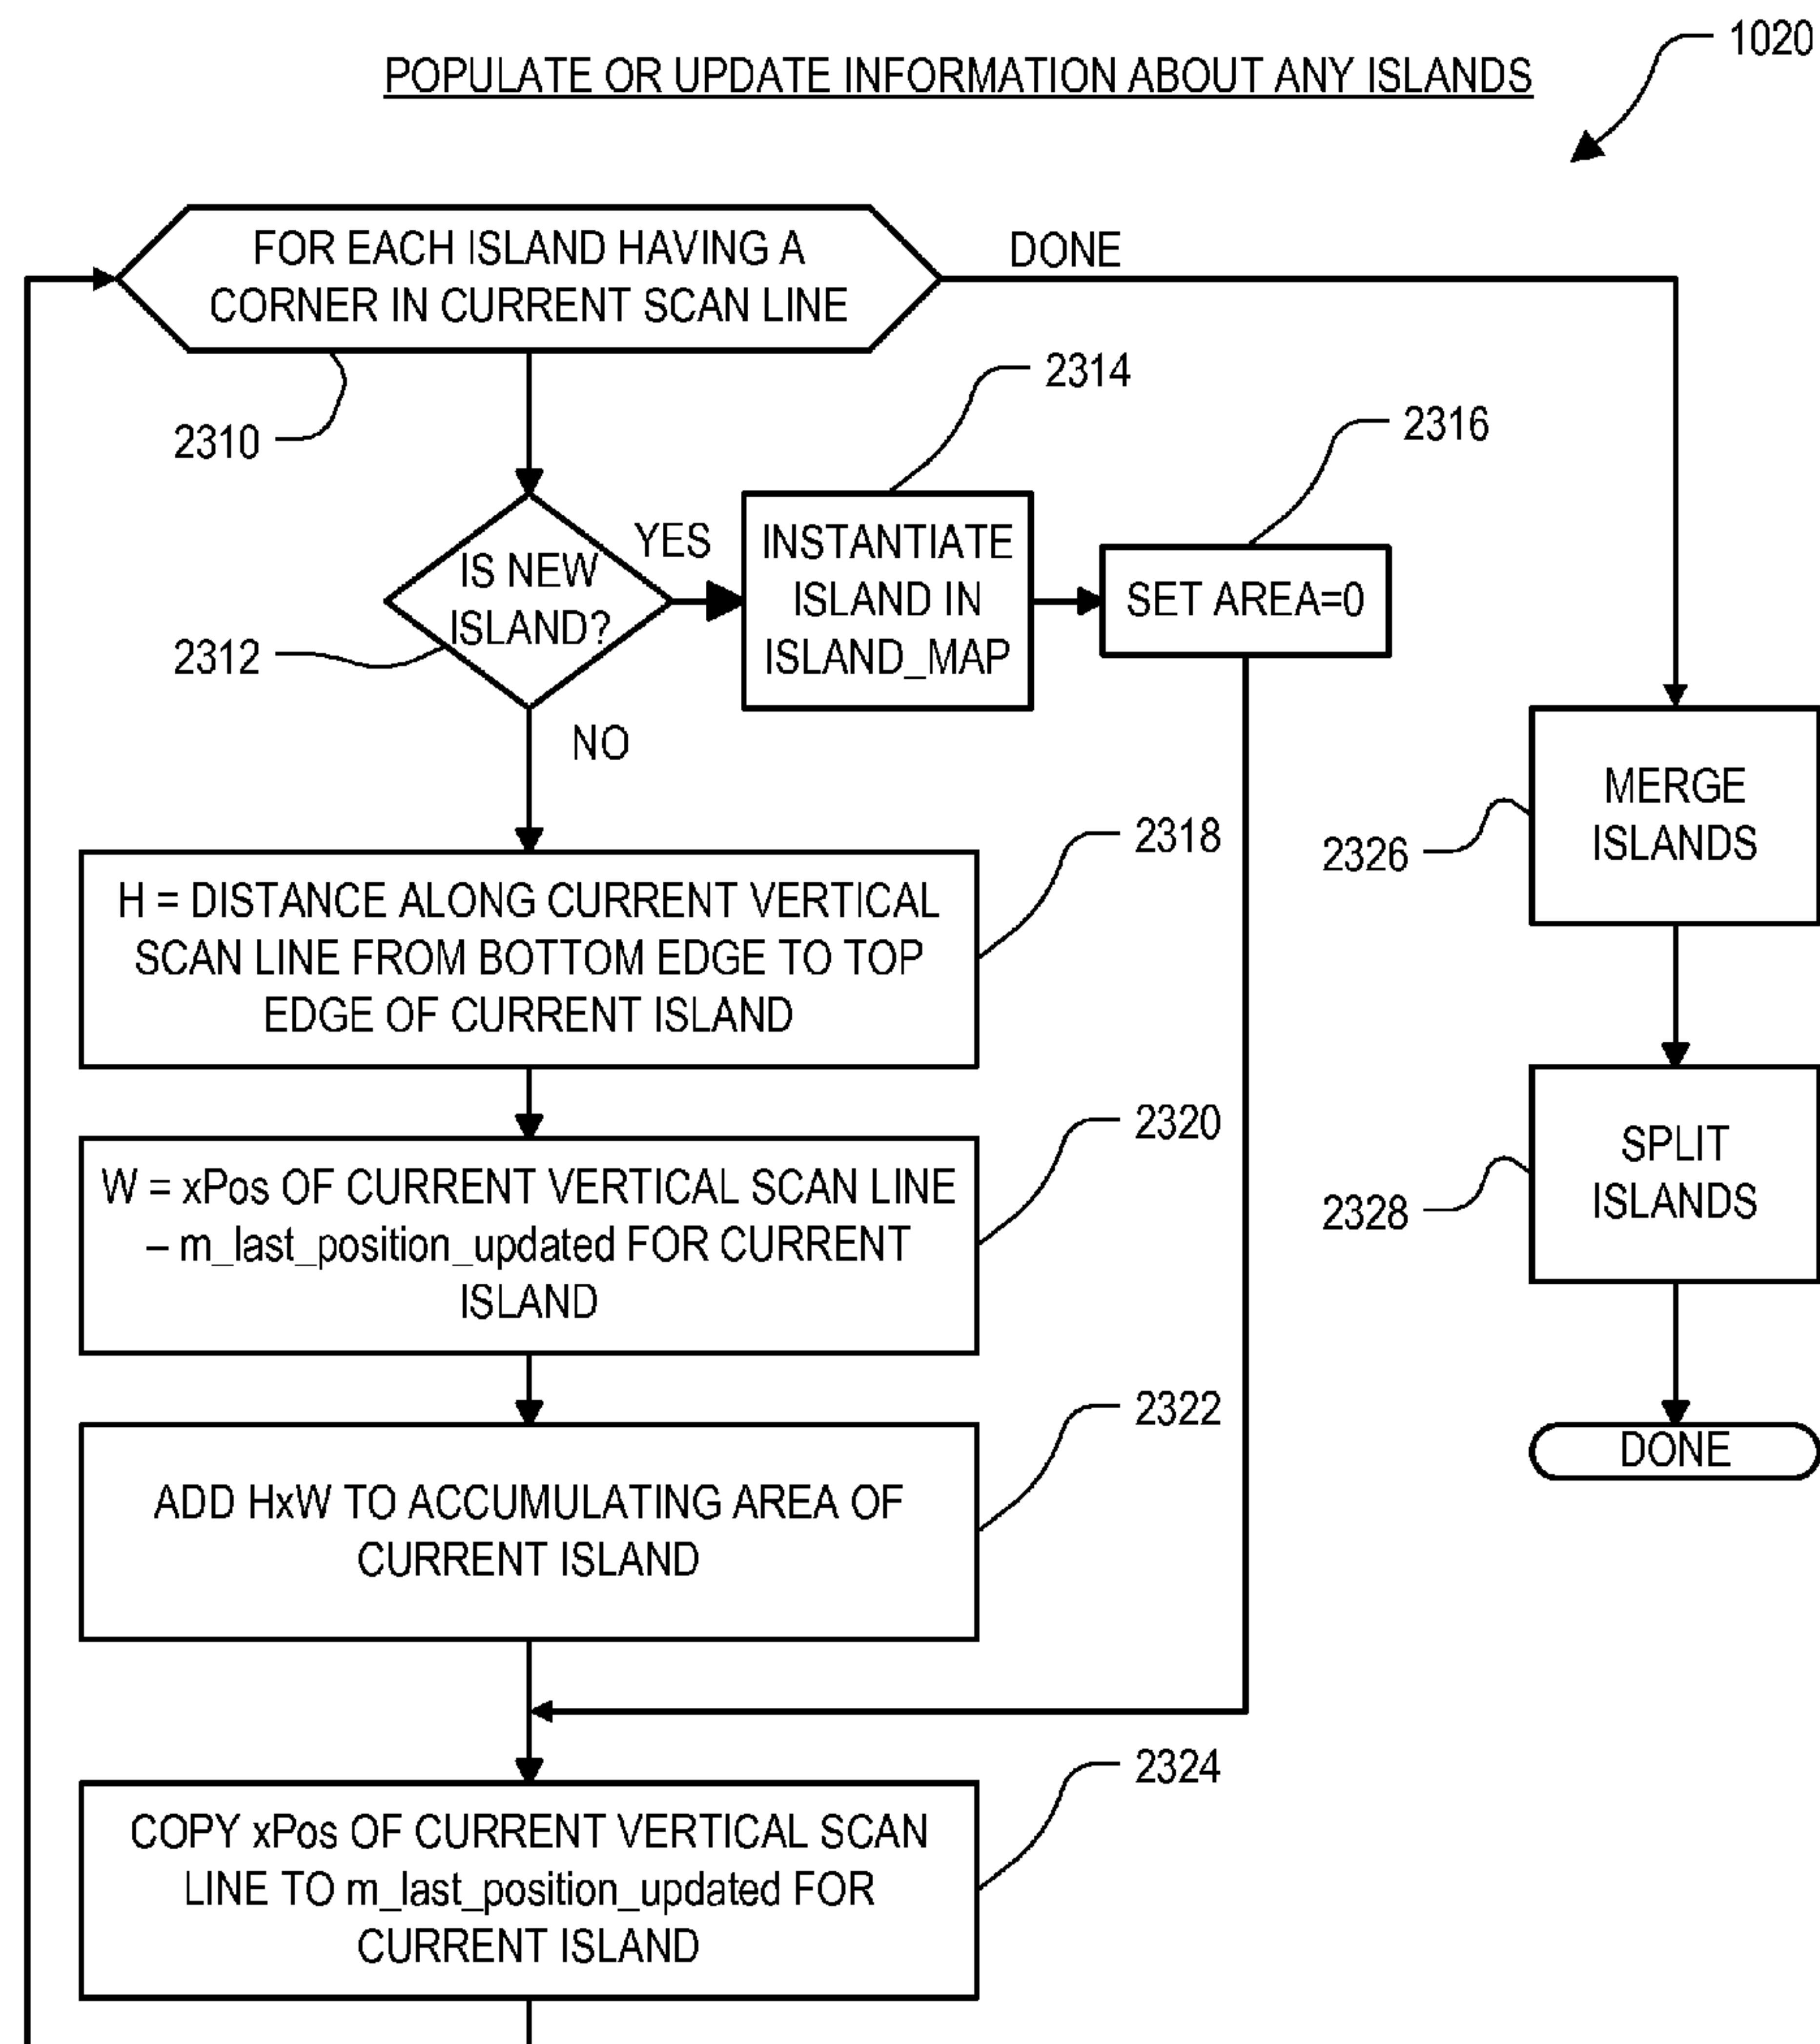 1020
POPULATE OR UPDATE INFORMATION ABOUT ANY ISLANDS
FOR EACH ISLAND HAVING A
CORNER IN CURRENT SCAN LINE
DONE
2310
2314
2316
IS NEW
ISLAND?
YES
2312
INSTANTIATE
ISLAND IN
ISLAND_MAP
SET AREA=0
NO
MERGE
ISLANDS
2326
2318
H = DISTANCE ALONG CURRENT VERTICAL
SCAN LINE FROM BOTTOM EDGE TO TOP
EDGE OF CURRENT ISLAND
2320
W = xPos OF CURRENT VERTICAL SCAN LINE
– m_last_position_updated FOR CURRENT
ISLAND
SPLIT
ISLANDS
2328
2322
ADD HxW TO ACCUMULATING AREA OF
CURRENT ISLAND
DONE
2324
COPY xPos OF CURRENT VERTICAL SCAN
LINE TO m_last_position_updated FOR
CURRENT ISLAND